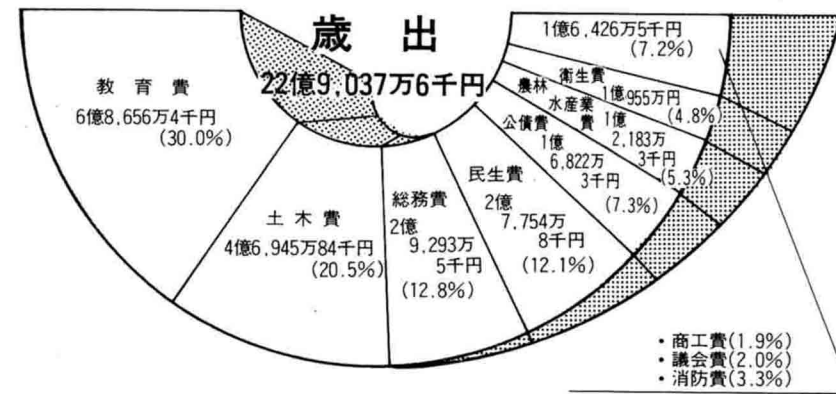 歳出
22億9,037万6千円
教育費
6億8,656万4千円
(30.0%)
土木費
4億6,945万84千円
(20.5%)
総務費
2億
9,293万
5千円
(12.8%)
民生費
2億
7,754万
8千円
(12.1%)
公債費
1億
6,822万
3千円
(7.3%)
農林
水産業
費
1億
2,183万
3千円
(5.3%)
衛生費
1億
955万円
(4.8%)
1億6,426万5千円
(7.2%)
・商工費(1.9%)
・議会費(2.0%)
・消防費(3.3%)